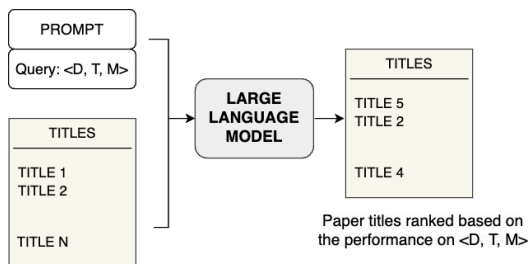 PROMPT
Query: <D, T, M>
TITLES
TITLE 1
TITLE 2
TITLE N
LARGE
LANGUAGE
MODEL
TITLES
TITLE 5
TITLE 2
TITLE 4
Paper titles ranked based on
the performance on <D, T, M>